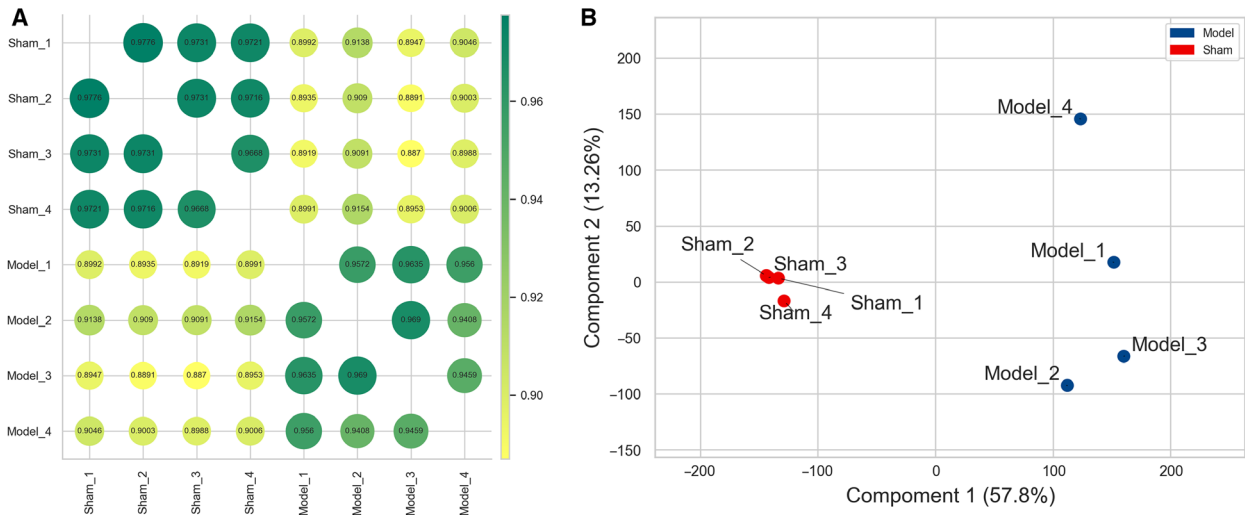 A
Sham_1
0.9776 0.9731 0.9721 0.8992 0.9138 0.8947 0.9046
Sham_2
0.9776 0.9731 0.9716 0.8935 0.909 0.8891 0.9003
Sham_3
0.9731 0.9731 0.9668 0.8919 0.9091 0.887 0.8988
Sham_4
0.9721 0.9716 0.9668 0.8991 0.9154 0.8953 0.9006
Model_1
0.8992 0.8935 0.8919 0.8991 0.9572 0.9635 0.956
Model_2
0.9138 0.909 0.9091 0.9154 0.9572 0.969 0.9408
Model_3
0.8947 0.8891 0.887 0.8953 0.9635 0.969 0.9459
Model_4
0.9046 0.9003 0.8988 0.9006 0.956 0.9408 0.9459
Sham_1
Sham_2
Sham_3
Sham_4
Model_1
Model_2
Model_3
Model_4
0.96
0.94
0.92
0.90
B
Model
Sham
200
150
100
50
0
−50
−100
−150
Compoment 2 (13.26%)
Model_4
Model_1
Model_3
Model_2
Sham_2
Sham_3
Sham_1
Sham_4
−200
−100
0
100
200
Compoment 1 (57.8%)